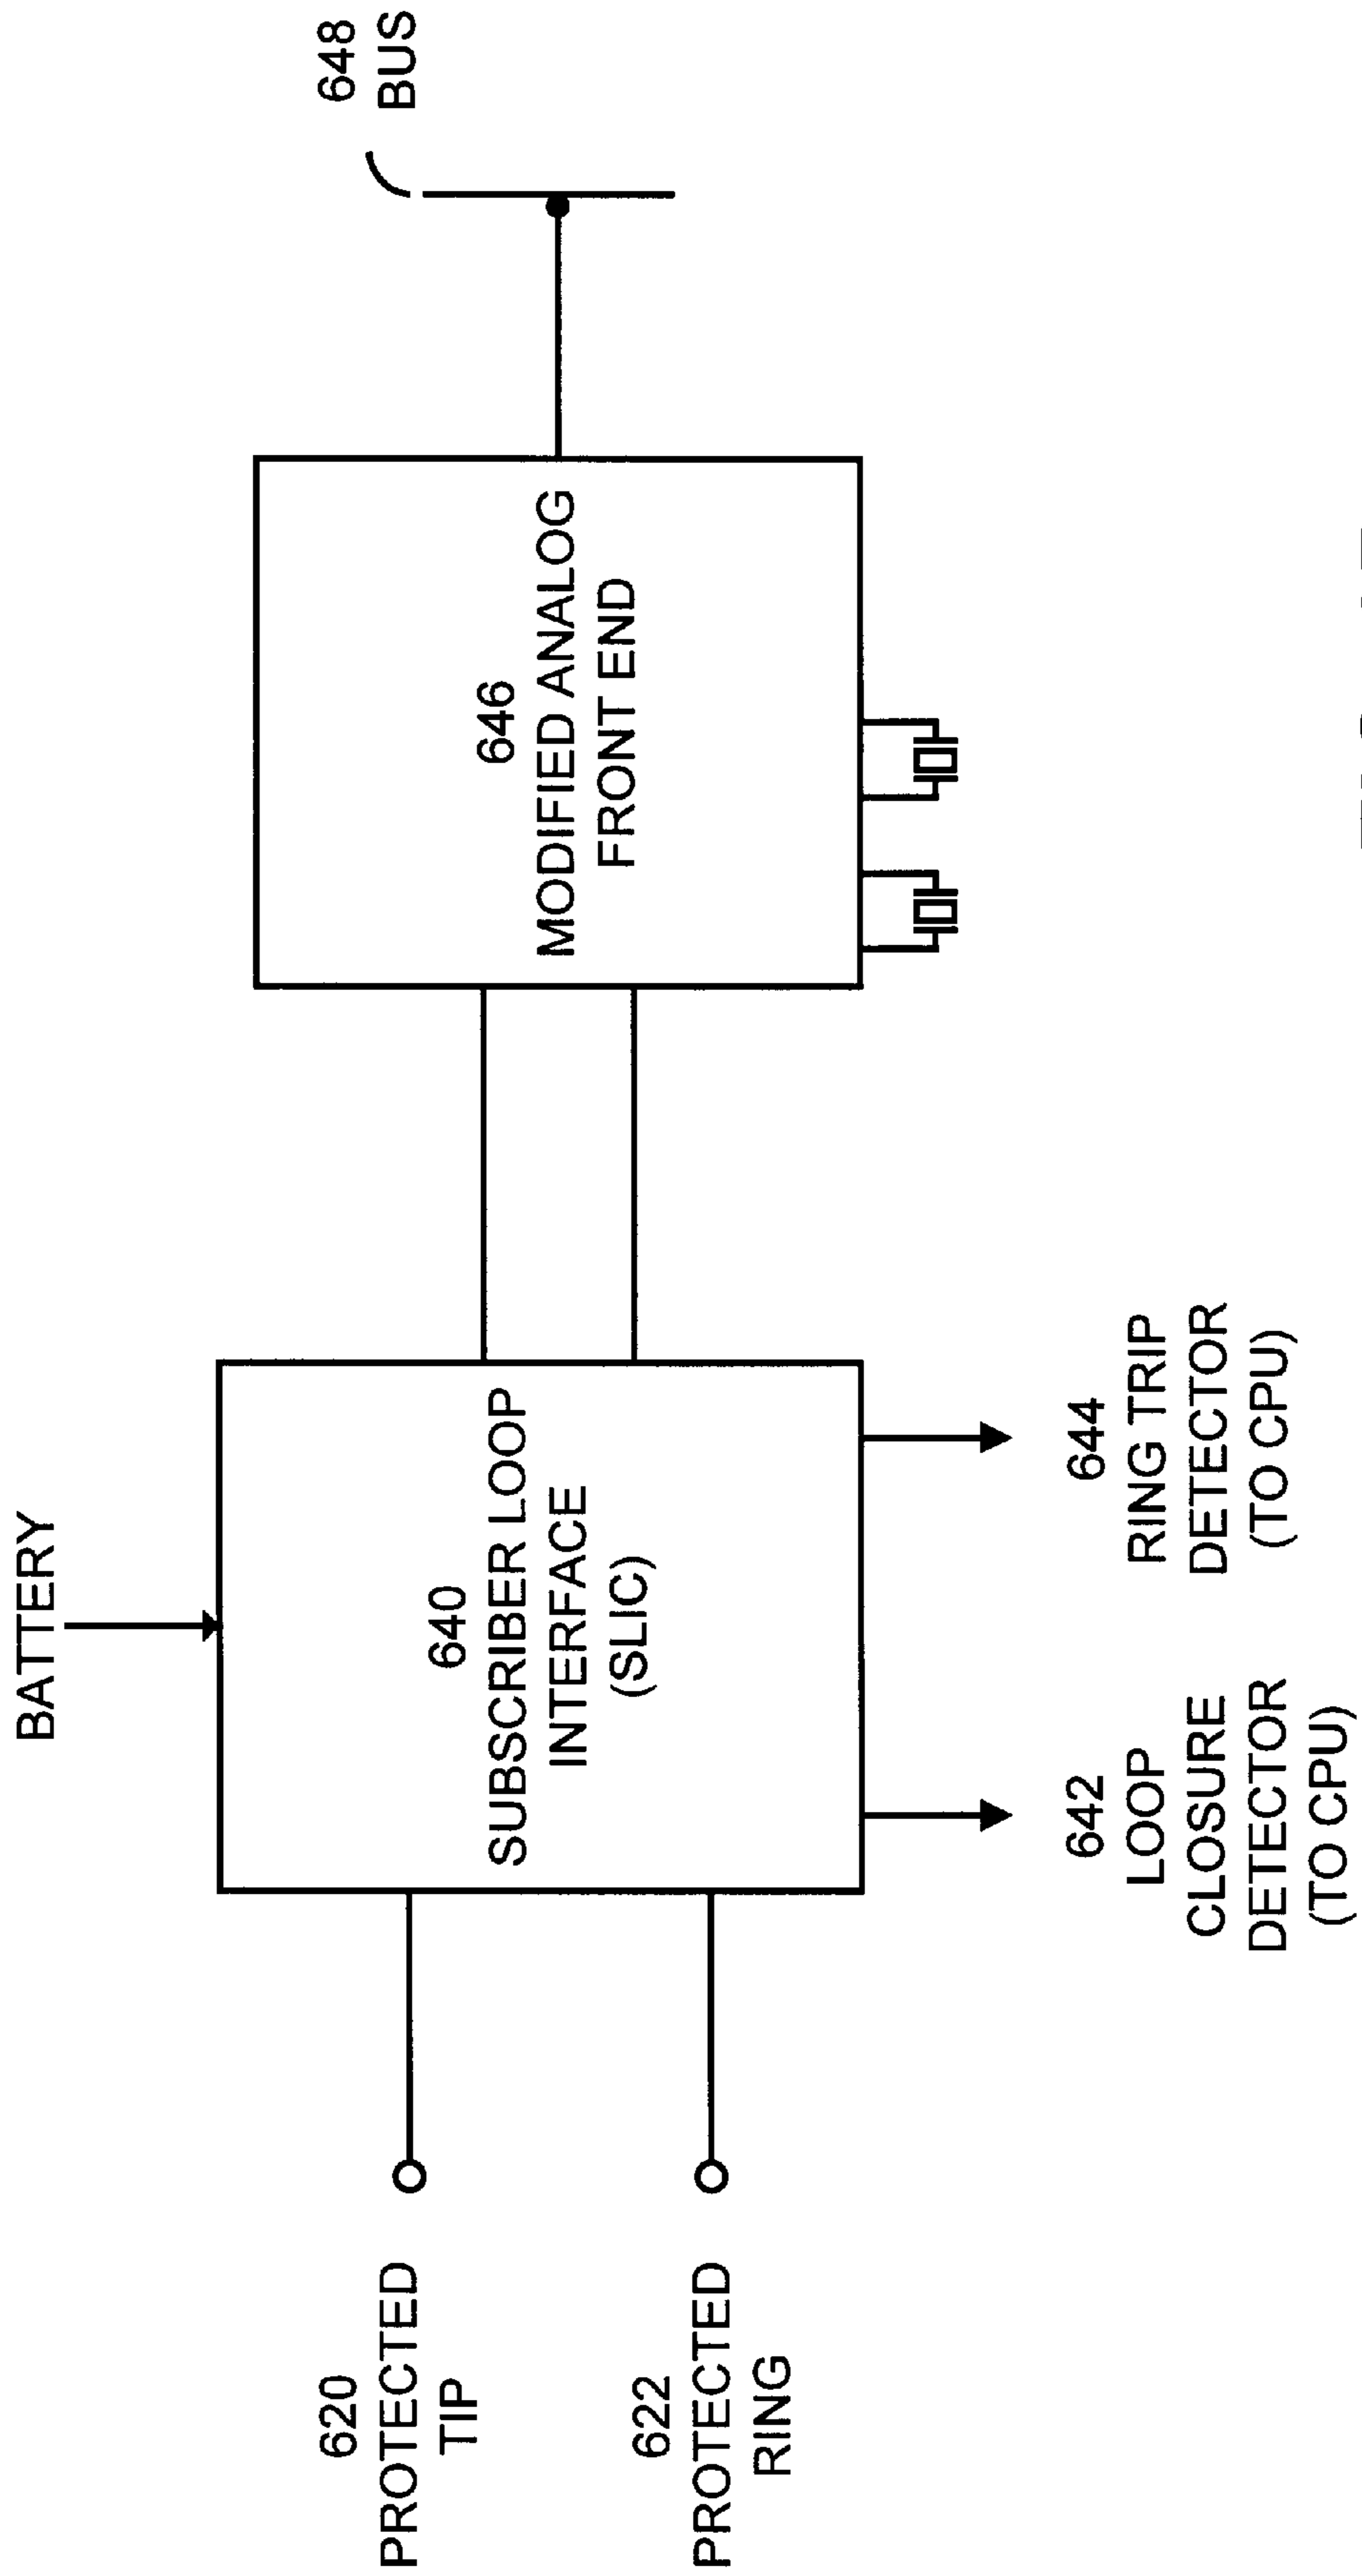 BATTERY
620
PROTECTED
TIP
622
PROTECTED
RING
640
SUBSCRIBER LOOP
INTERFACE
(SLIC)
642
LOOP
CLOSURE
DETECTOR
(TO CPU)
644
RING TRIP
DETECTOR
(TO CPU)
646
MODIFIED ANALOG
FRONT END
648
BUS